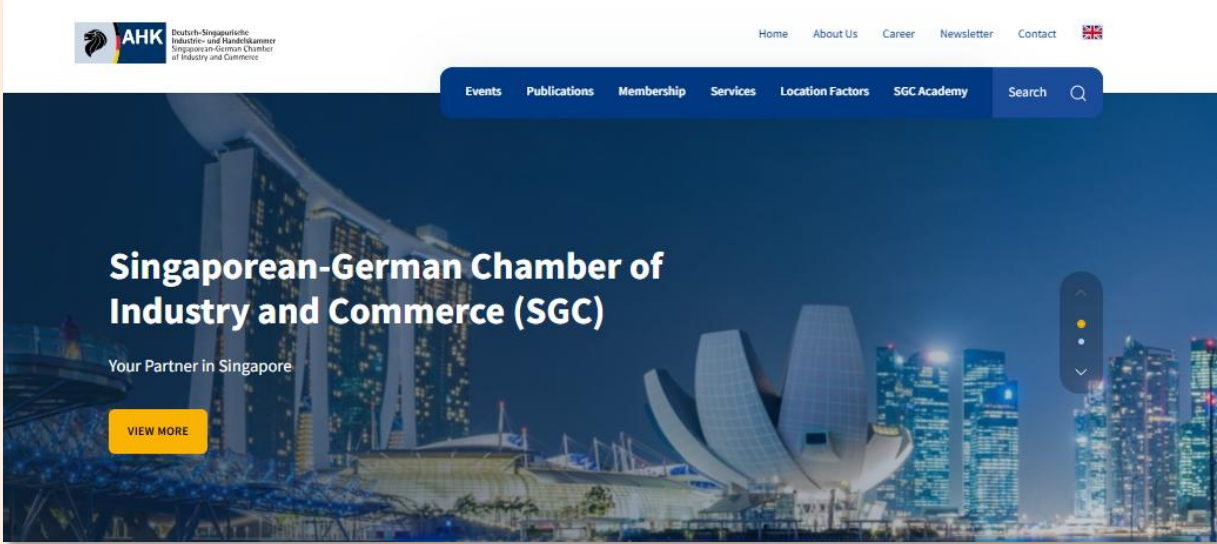 AHK
Deutsch-Singapurische
Industrie- und Handelskammer
Singaporean-German Chamber
of Industry and Commerce
Home About Us Career Newsletter Contact
Events Publications Membership Services Location Factors SGC Academy Search
Singaporean-German Chamber of
Industry and Commerce (SGC)
Your Partner in Singapore
VIEW MORE